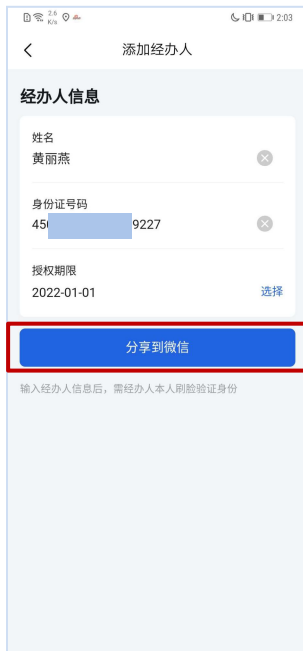 2.6
K/s
2:03
添加经办人
经办人信息
姓名
黄丽燕
身份证号码
450 9227
授权期限
2022-01-01
选择
分享到微信
输入经办人信息后，需经办人本人刷脸验证身份